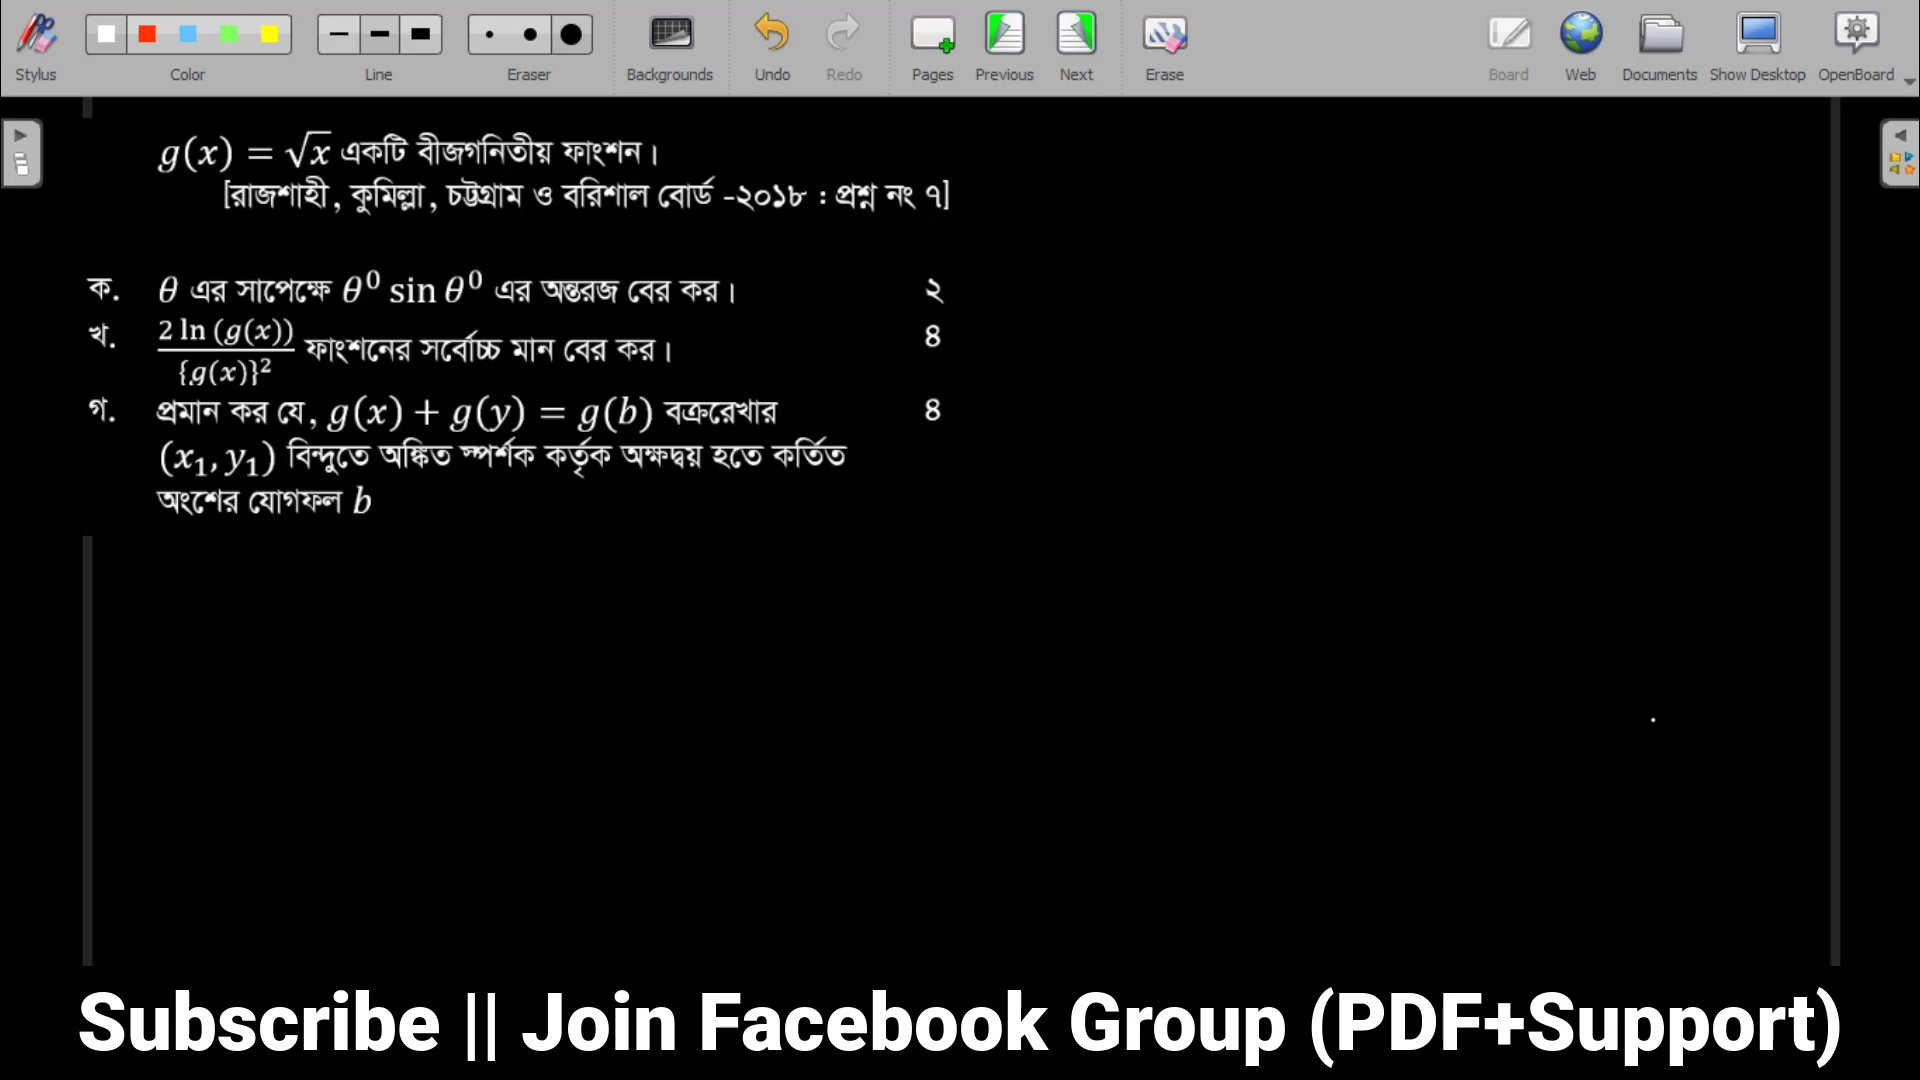 Stylus Color Line Eraser Backgrounds Undo Redo Pages Previous Next Erase Board Web Documents Show Desktop OpenBoard
g(x) = √x একটি বীজগনিতীয় ফাংশন।
[রাজশাহী, কুমিল্লা, চট্টগ্রাম ও বরিশাল বোর্ড -২০১৮ : প্রশ্ন নং ৭]
ক. θ এর সাপেক্ষে θ⁰ sin θ⁰ এর অন্তরজ বের কর। ২
খ. 2 ln (g(x)) / {g(x)}² ফাংশনের সর্বোচ্চ মান বের কর। ৪
গ. প্রমান কর যে, g(x) + g(y) = g(b) বক্ররেখার ৪
(x₁, y₁) বিন্দুতে অঙ্কিত স্পর্শক কর্তৃক অক্ষদ্বয় হতে কর্তিত
অংশের যোগফল b
Subscribe || Join Facebook Group (PDF+Support)